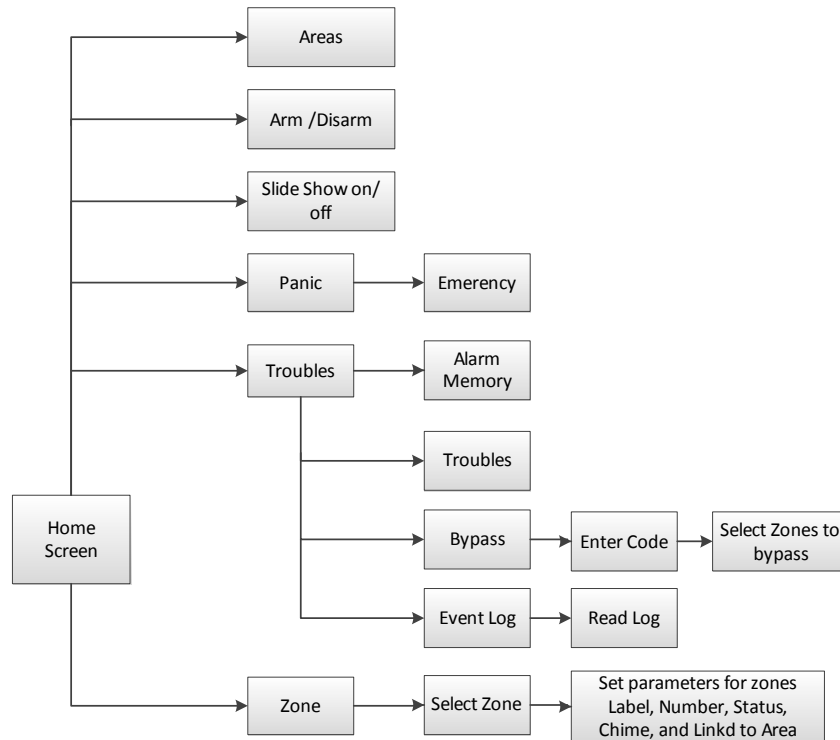 Areas
Arm /Disarm
Slide Show on/
off
Panic
Emerency
Troubles
Alarm
Memory
Troubles
Home
Screen
Bypass
Enter Code
Select Zones to
bypass
Event Log
Read Log
Zone
Select Zone
Set parameters for zones
Label, Number, Status,
Chime, and Linkd to Area